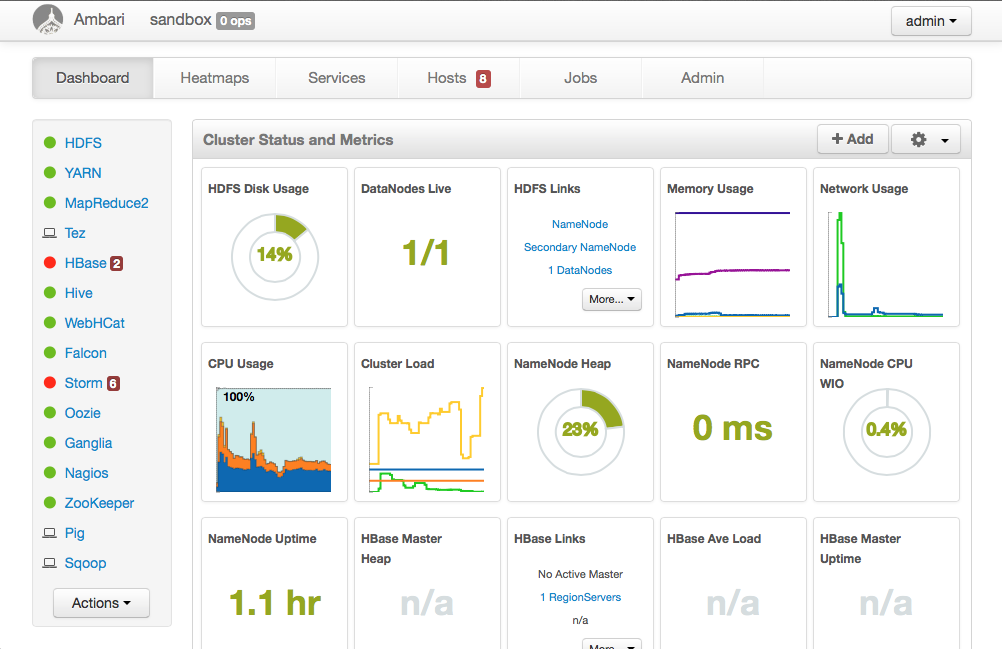 Ambari sandbox 0 ops admin
Dashboard Heatmaps Services Hosts 8 Jobs Admin
HDFS
YARN
MapReduce2
Tez
HBase 2
Hive
WebHCat
Falcon
Storm 6
Oozie
Ganglia
Nagios
ZooKeeper
Pig
Sqoop
Actions
Cluster Status and Metrics
+ Add
HDFS Disk Usage
14%
DataNodes Live
1/1
HDFS Links
NameNode
Secondary NameNode
1 DataNodes
More...
Memory Usage
Network Usage
CPU Usage
100%
Cluster Load
NameNode Heap
23%
NameNode RPC
0 ms
NameNode CPU
WIO
0.4%
NameNode Uptime
1.1 hr
HBase Master
Heap
n/a
HBase Links
No Active Master
1 RegionServers
n/a
More...
HBase Ave Load
n/a
HBase Master
Uptime
n/a